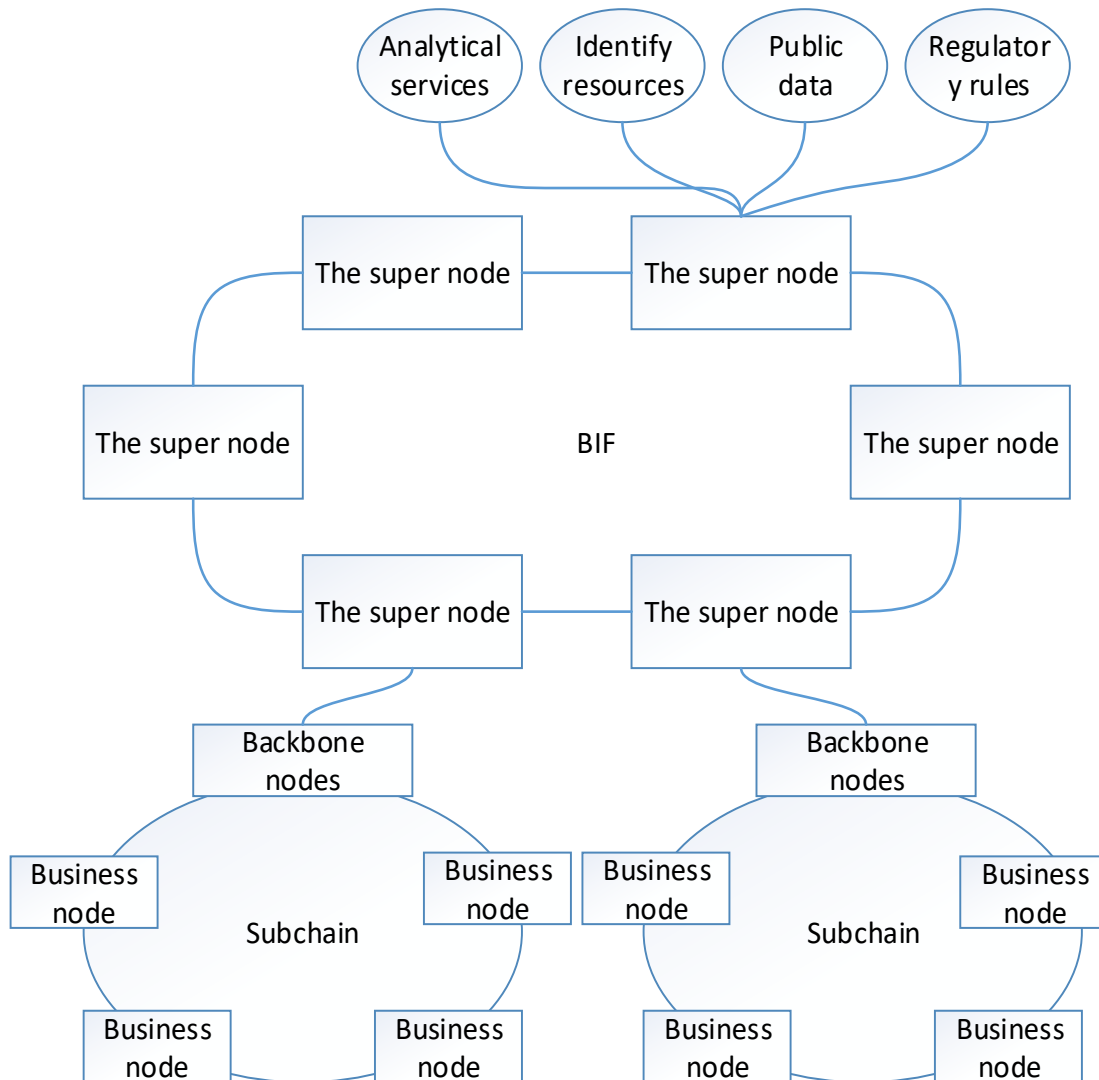 Analytical
services
Identify
resources
Public
data
Regulator
y rules
The super node
The super node
The super node
BIF
The super node
The super node
The super node
Backbone
nodes
Backbone
nodes
Business
node
Business
node
Business
node
Business
node
Subchain
Subchain
Business
node
Business
node
Business
node
Business
node